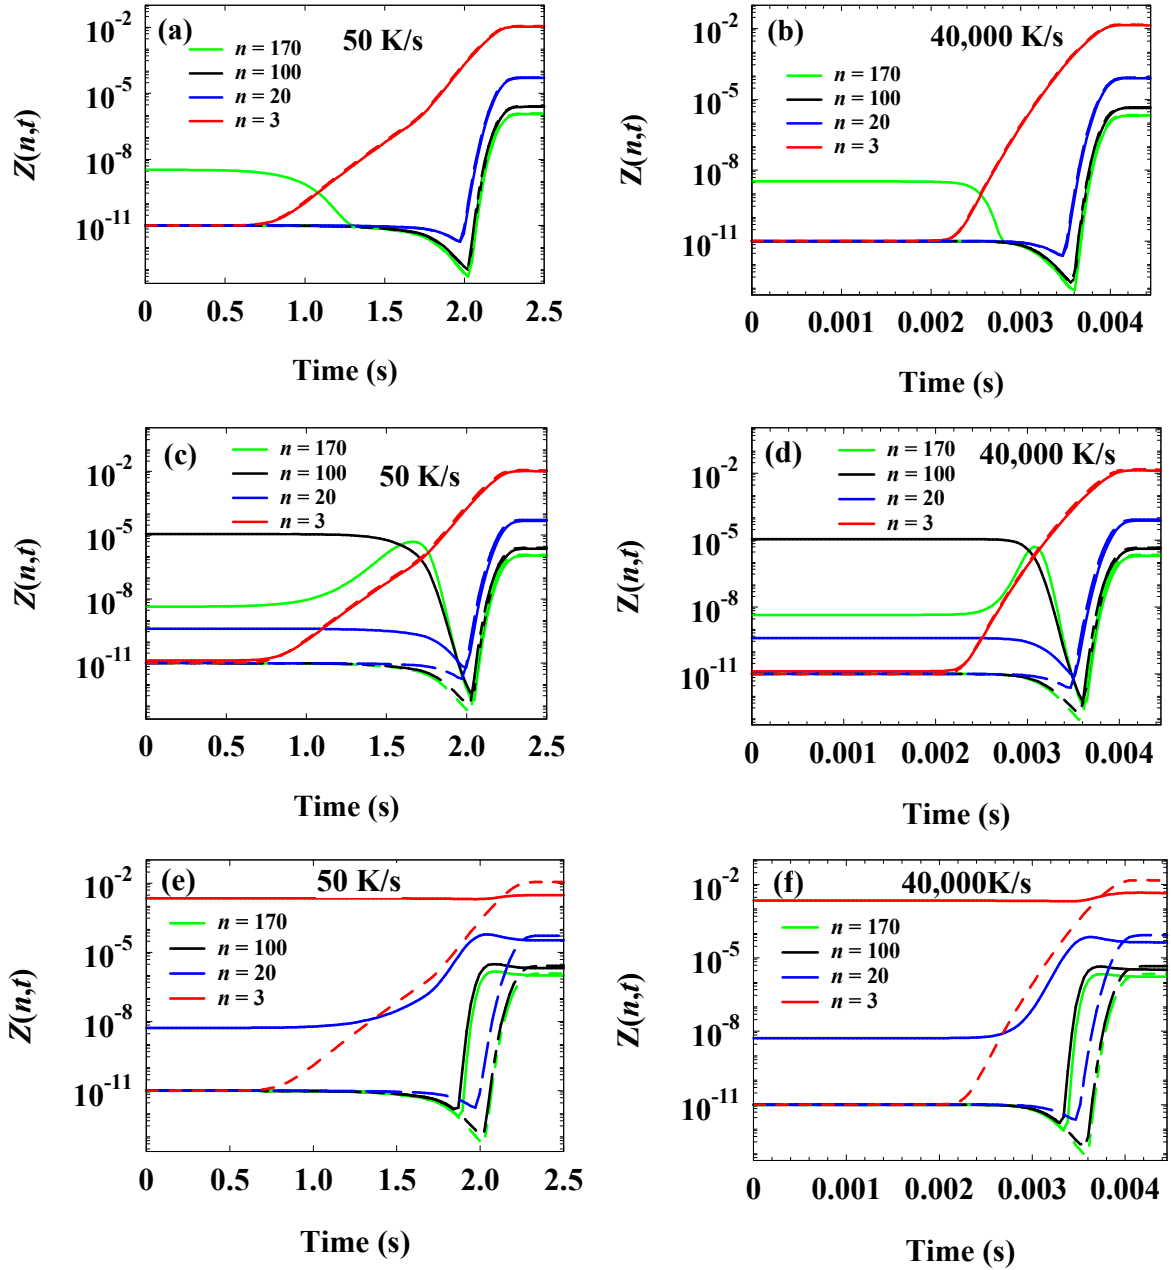 (a)
50 K/s
n = 170
n = 100
n = 20
n = 3
10-2
10-5
10-8
10-11
Z(n,t)
0 0.5 1.0 1.5 2.0 2.5
Time (s)
(b)
40,000 K/s
n = 170
n = 100
n = 20
n = 3
10-2
10-5
10-8
10-11
Z(n,t)
0 0.001 0.002 0.003 0.004
Time (s)
(c)
50 K/s
n = 170
n = 100
n = 20
n = 3
10-2
10-5
10-8
10-11
Z(n,t)
0 0.5 1.0 1.5 2.0 2.5
Time (s)
(d)
40,000 K/s
n = 170
n = 100
n = 20
n = 3
10-2
10-5
10-8
10-11
Z(n,t)
0 0.001 0.002 0.003 0.004
Time (s)
(e)
50 K/s
n = 170
n = 100
n = 20
n = 3
10-2
10-5
10-8
10-11
Z(n,t)
0 0.5 1.0 1.5 2.0 2.5
Time (s)
(f)
40,000K/s
n = 170
n = 100
n = 20
n = 3
10-2
10-5
10-8
10-11
Z(n,t)
0 0.001 0.002 0.003 0.004
Time (s)